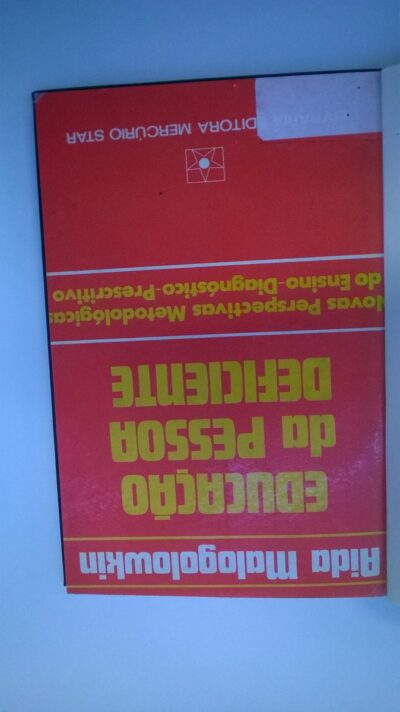 Aida Malogolowkin
EDUCAÇÃO
da PESSOA
DEFICIENTE
Novas Perspectivas Metodológicas
do Ensino-Diagnóstico-Prescritivo
EDITORA MERCÚRIO STAR